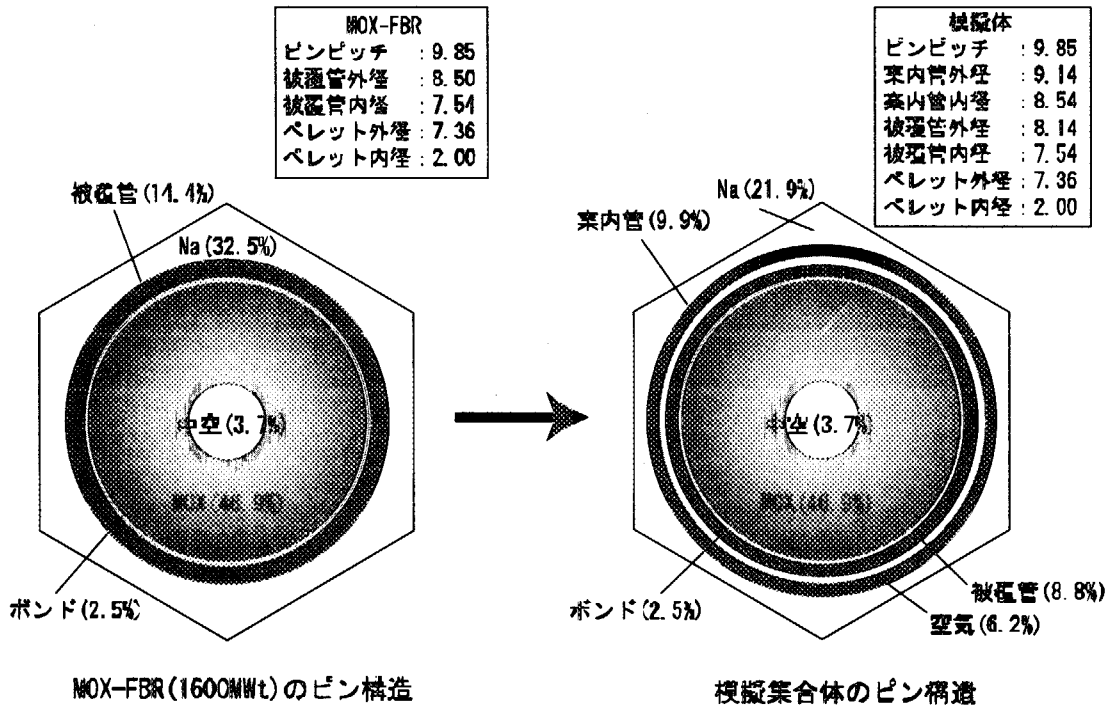 MOX-FBR
ピンピッチ : 9.85
被覆管外径 : 8.50
被覆管内径 : 7.54
ペレット外径 : 7.36
ペレット内径 : 2.00
被覆管(14.4%)
Na(32.5%)
中空(3.7%)
MOX(46.9%)
ボンド(2.5%)
MOX-FBR(1600MWt)のピン構造
模擬体
ピンピッチ : 9.85
案内管外径 : 9.14
案内管内径 : 8.54
被覆管外径 : 8.14
被覆管内径 : 7.54
ペレット外径 : 7.36
ペレット内径 : 2.00
Na(21.9%)
案内管(9.9%)
中空(3.7%)
MOX(46.9%)
ボンド(2.5%)
被覆管(8.8%)
空気(6.2%)
模擬集合体のピン構造